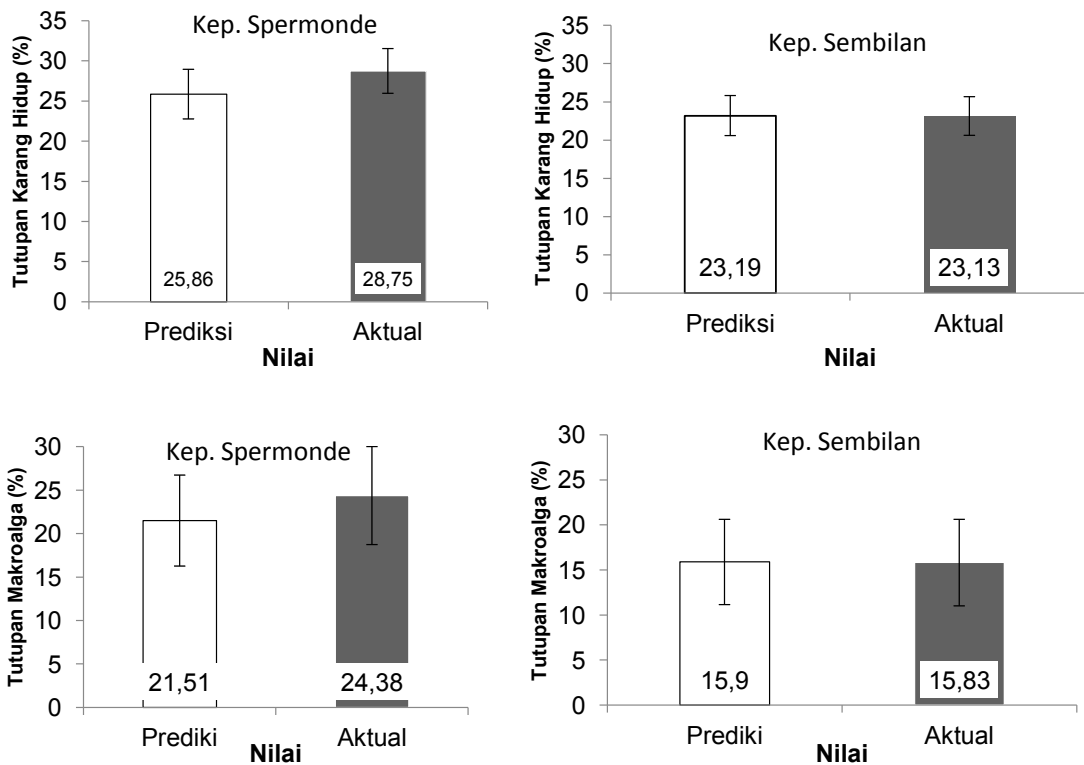 Kep. Spermonde
Tutupan Karang Hidup (%)
35
30
25
20
15
10
5
0
25,86
28,75
Prediksi Aktual
Nilai
Kep. Sembilan
Tutupan Karang Hidup (%)
35
30
25
20
15
10
5
0
23,19
23,13
Prediksi Aktual
Nilai
Kep. Spermonde
Tutupan Makroalga (%)
30
25
20
15
10
5
0
21,51
24,38
Prediki Aktual
Nilai
Kep. Sembilan
Tutupan Makroalga (%)
30
25
20
15
10
5
0
15,9
15,83
Prediki Aktual
Nilai